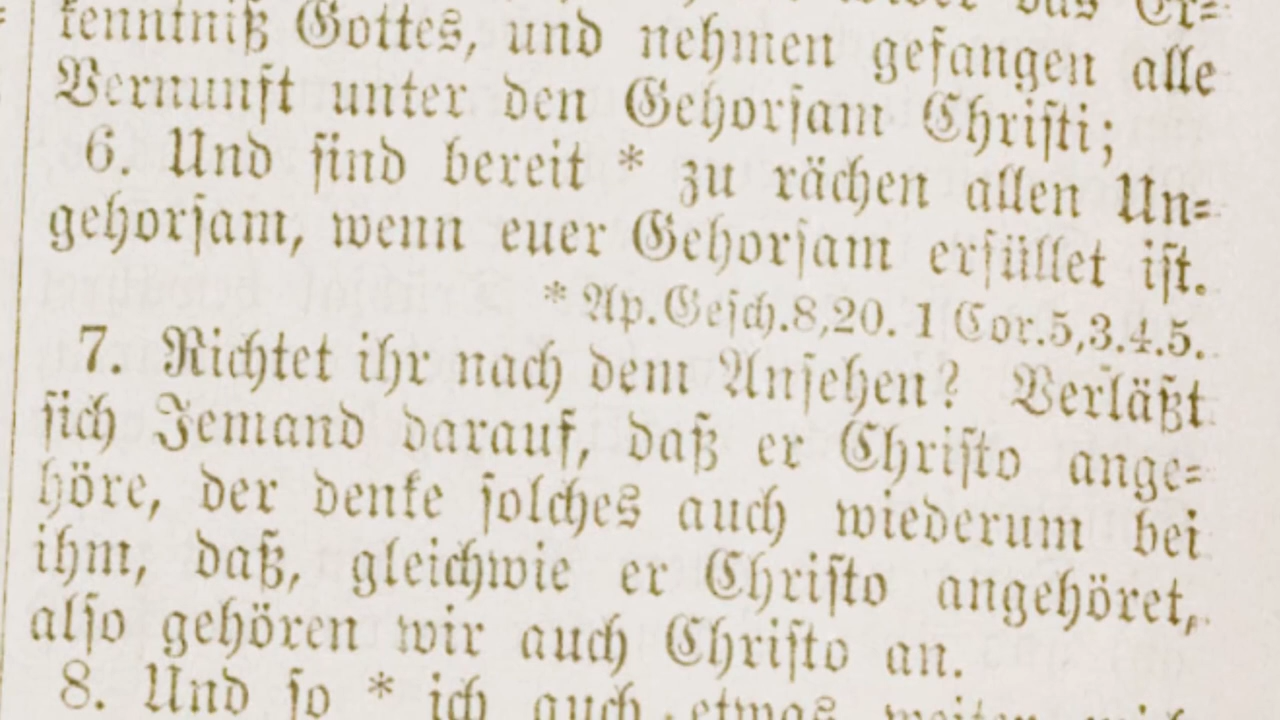 das Er=
kenntniß Gottes, und nehmen gefangen alle
Vernunft unter den Gehorsam Christi;
6. Und sind bereit * zu rächen allen Un=
gehorsam, wenn euer Gehorsam erfüllet ist.
* Ap.Gesch.8,20. 1 Cor.5,3.4.5.
7. Richtet ihr nach dem Ansehen? Verläßt
sich Jemand darauf, daß er Christo ange=
höre, der denke solches auch wiederum bei
ihm, daß, gleichwie er Christo angehöret,
also gehören wir auch Christo an.
8. Und so * ich auch etwas weiter